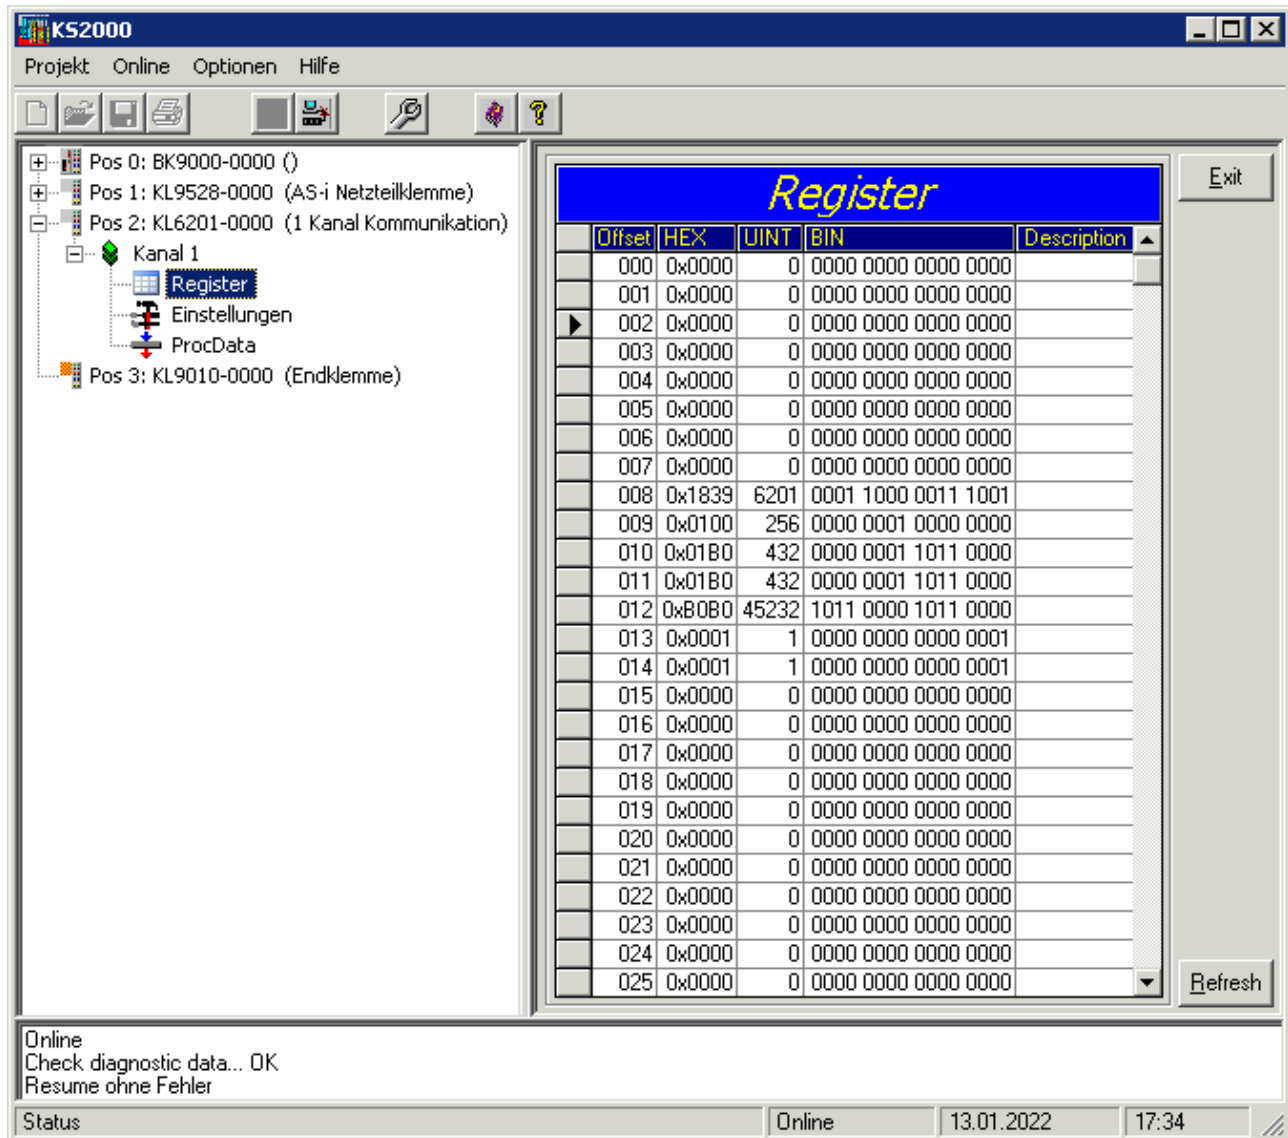 KS2000
Projekt Online Optionen Hilfe
Pos 0: BK9000-0000 ()
Pos 1: KL9528-0000 (AS-i Netzteilklemme)
Pos 2: KL6201-0000 (1 Kanal Kommunikation)
Kanal 1
Register
Einstellungen
ProcData
Pos 3: KL9010-0000 (Endklemme)
Register
Offset HEX UINT BIN Description
000 0x0000 0 0000 0000 0000 0000
001 0x0000 0 0000 0000 0000 0000
002 0x0000 0 0000 0000 0000 0000
003 0x0000 0 0000 0000 0000 0000
004 0x0000 0 0000 0000 0000 0000
005 0x0000 0 0000 0000 0000 0000
006 0x0000 0 0000 0000 0000 0000
007 0x0000 0 0000 0000 0000 0000
008 0x1839 6201 0001 1000 0011 1001
009 0x0100 256 0000 0001 0000 0000
010 0x01B0 432 0000 0001 1011 0000
011 0x01B0 432 0000 0001 1011 0000
012 0xB0B0 45232 1011 0000 1011 0000
013 0x0001 1 0000 0000 0000 0001
014 0x0001 1 0000 0000 0000 0001
015 0x0000 0 0000 0000 0000 0000
016 0x0000 0 0000 0000 0000 0000
017 0x0000 0 0000 0000 0000 0000
018 0x0000 0 0000 0000 0000 0000
019 0x0000 0 0000 0000 0000 0000
020 0x0000 0 0000 0000 0000 0000
021 0x0000 0 0000 0000 0000 0000
022 0x0000 0 0000 0000 0000 0000
023 0x0000 0 0000 0000 0000 0000
024 0x0000 0 0000 0000 0000 0000
025 0x0000 0 0000 0000 0000 0000
Exit
Refresh
Online
Check diagnostic data... OK
Resume ohne Fehler
Status Online 13.01.2022 17:34